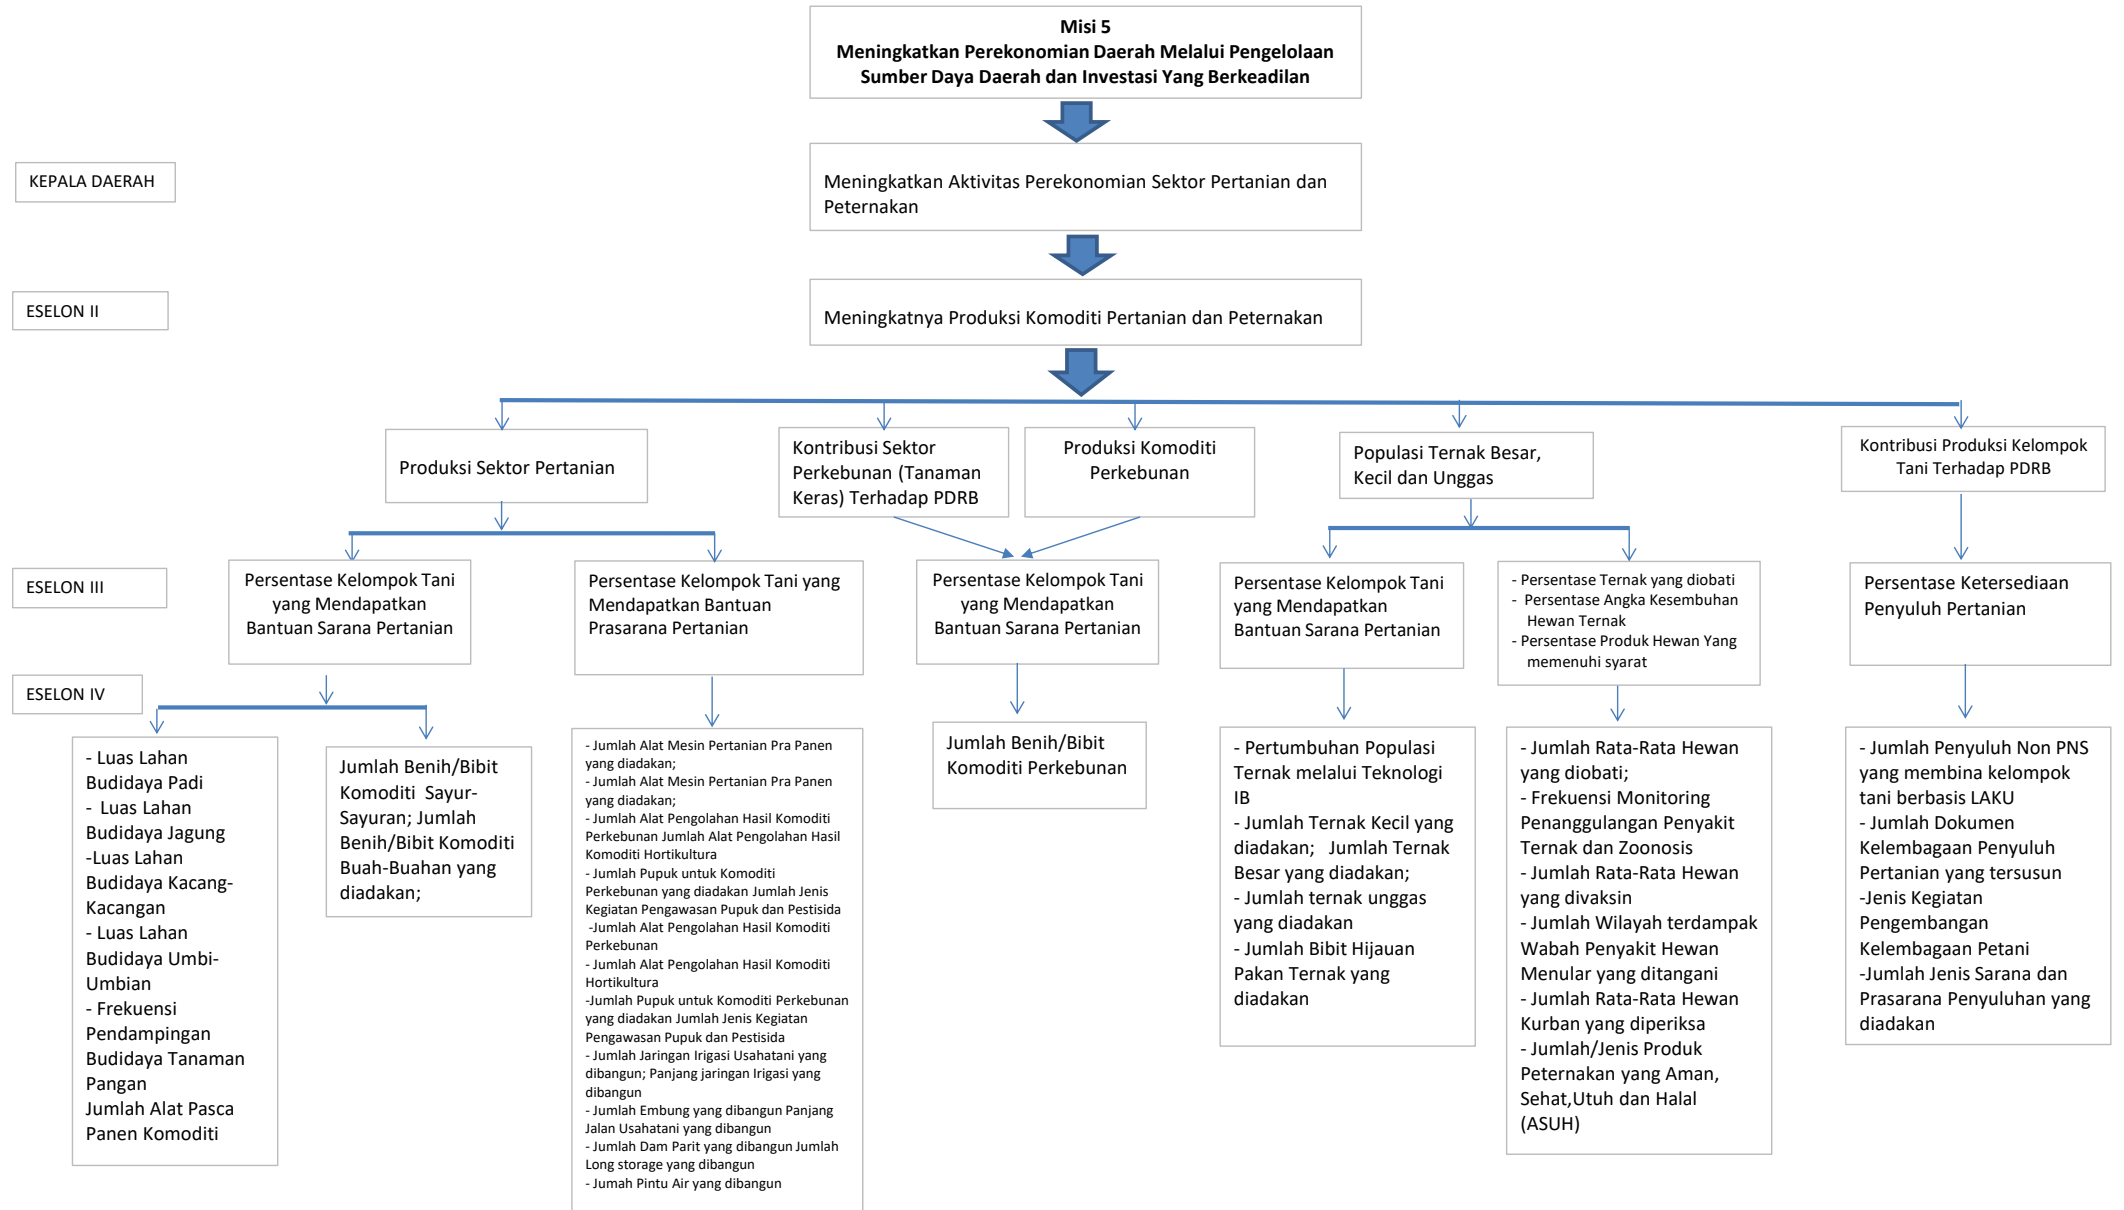 Misi 5
Meningkatkan Perekonomian Daerah Melalui Pengelolaan
Sumber Daya Daerah dan Investasi Yang Berkeadilan
KEPALA DAERAH
Meningkatkan Aktivitas Perekonomian Sektor Pertanian dan
Peternakan
ESELON II
Meningkatnya Produksi Komoditi Pertanian dan Peternakan
Produksi Sektor Pertanian
Kontribusi Sektor
Perkebunan (Tanaman
Keras) Terhadap PDRB
Produksi Komoditi
Perkebunan
Populasi Ternak Besar,
Kecil dan Unggas
Kontribusi Produksi Kelompok
Tani Terhadap PDRB
ESELON III
Persentase Kelompok Tani
yang Mendapatkan
Bantuan Sarana Pertanian
Persentase Kelompok Tani yang
Mendapatkan Bantuan
Prasarana Pertanian
Persentase Kelompok Tani
yang Mendapatkan
Bantuan Sarana Pertanian
Persentase Kelompok Tani
yang Mendapatkan
Bantuan Sarana Pertanian
- Persentase Ternak yang diobati
- Persentase Angka Kesembuhan
Hewan Ternak
- Persentase Produk Hewan Yang
memenuhi syarat
Persentase Ketersediaan
Penyuluh Pertanian
ESELON IV
- Luas Lahan
Budidaya Padi
- Luas Lahan
Budidaya Jagung
-Luas Lahan
Budidaya Kacang-
Kacangan
- Luas Lahan
Budidaya Umbi-
Umbian
- Frekuensi
Pendampingan
Budidaya Tanaman
Pangan
Jumlah Alat Pasca
Panen Komoditi
Jumlah Benih/Bibit
Komoditi Sayur-
Sayuran; Jumlah
Benih/Bibit Komoditi
Buah-Buahan yang
diadakan;
- Jumlah Alat Mesin Pertanian Pra Panen
yang diadakan;
- Jumlah Alat Mesin Pertanian Pra Panen
yang diadakan;
- Jumlah Alat Pengolahan Hasil Komoditi
Perkebunan Jumlah Alat Pengolahan Hasil
Komoditi Hortikultura
- Jumlah Pupuk untuk Komoditi
Perkebunan yang diadakan Jumlah Jenis
Kegiatan Pengawasan Pupuk dan Pestisida
-Jumlah Alat Pengolahan Hasil Komoditi
Perkebunan
- Jumlah Alat Pengolahan Hasil Komoditi
Hortikultura
-Jumlah Pupuk untuk Komoditi Perkebunan
yang diadakan Jumlah Jenis Kegiatan
Pengawasan Pupuk dan Pestisida
- Jumlah Jaringan Irigasi Usahatani yang
dibangun; Panjang jaringan Irigasi yang
dibangun
- Jumlah Embung yang dibangun Panjang
Jalan Usahatani yang dibangun
- Jumlah Dam Parit yang dibangun Jumlah
Long storage yang dibangun
- Jumah Pintu Air yang dibangun
Jumlah Benih/Bibit
Komoditi Perkebunan
- Pertumbuhan Populasi
Ternak melalui Teknologi
IB
- Jumlah Ternak Kecil yang
diadakan; Jumlah Ternak
Besar yang diadakan;
- Jumlah ternak unggas
yang diadakan
- Jumlah Bibit Hijauan
Pakan Ternak yang
diadakan
- Jumlah Rata-Rata Hewan
yang diobati;
- Frekuensi Monitoring
Penanggulangan Penyakit
Ternak dan Zoonosis
- Jumlah Rata-Rata Hewan
yang divaksin
- Jumlah Wilayah terdampak
Wabah Penyakit Hewan
Menular yang ditangani
- Jumlah Rata-Rata Hewan
Kurban yang diperiksa
- Jumlah/Jenis Produk
Peternakan yang Aman,
Sehat,Utuh dan Halal
(ASUH)
- Jumlah Penyuluh Non PNS
yang membina kelompok
tani berbasis LAKU
- Jumlah Dokumen
Kelembagaan Penyuluh
Pertanian yang tersusun
-Jenis Kegiatan
Pengembangan
Kelembagaan Petani
-Jumlah Jenis Sarana dan
Prasarana Penyuluhan yang
diadakan